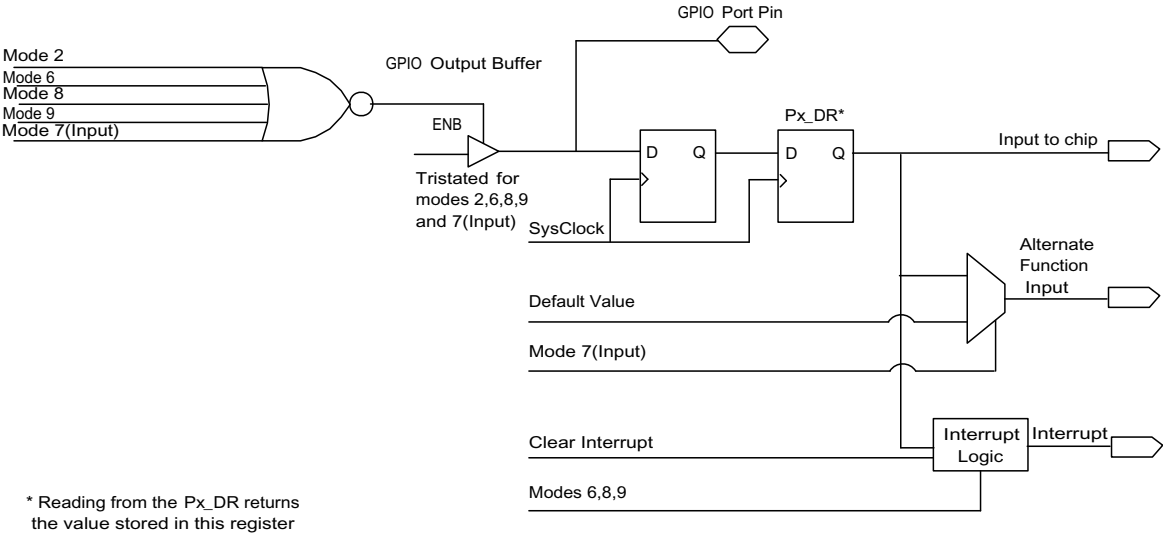 GPIO Port Pin
Mode 2
Mode 6
Mode 8
Mode 9
Mode 7(Input)
GPIO Output Buffer
ENB
Tristated for
modes 2,6,8,9
and 7(Input)
D Q
Px_DR*
D Q
SysClock
Input to chip
Alternate
Function
Input
Default Value
Mode 7(Input)
Clear Interrupt
Interrupt
Logic
Interrupt
Modes 6,8,9
* Reading from the Px_DR returns
the value stored in this register